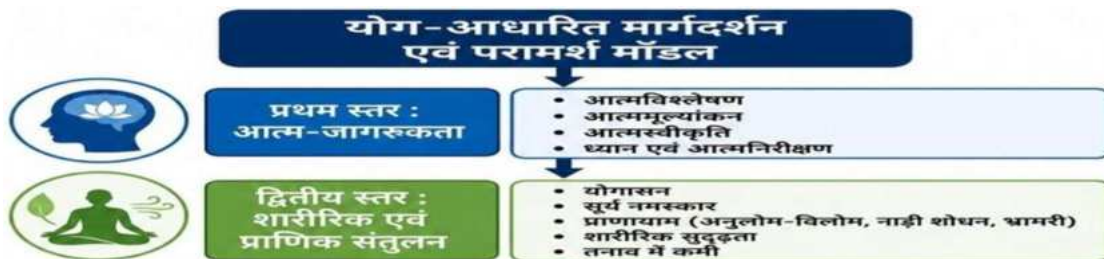 योग-आधारित मार्गदर्शन
एवं परामर्श मॉडल
प्रथम स्तर :
आत्म-जागरुकता
• आत्मविश्लेषण
• आत्ममूल्यांकन
• आत्मस्वीकृति
• ध्यान एवं आत्मनिरीक्षण
द्वितीय स्तर :
शारीरिक एवं
प्राणिक संतुलन
• योगासन
• सूर्य नमस्कार
• प्राणायाम (अनुलोम-विलोम, नाड़ी शोधन, भ्रामरी)
• शारीरिक सुदृढ़ता
• तनाव में कमी